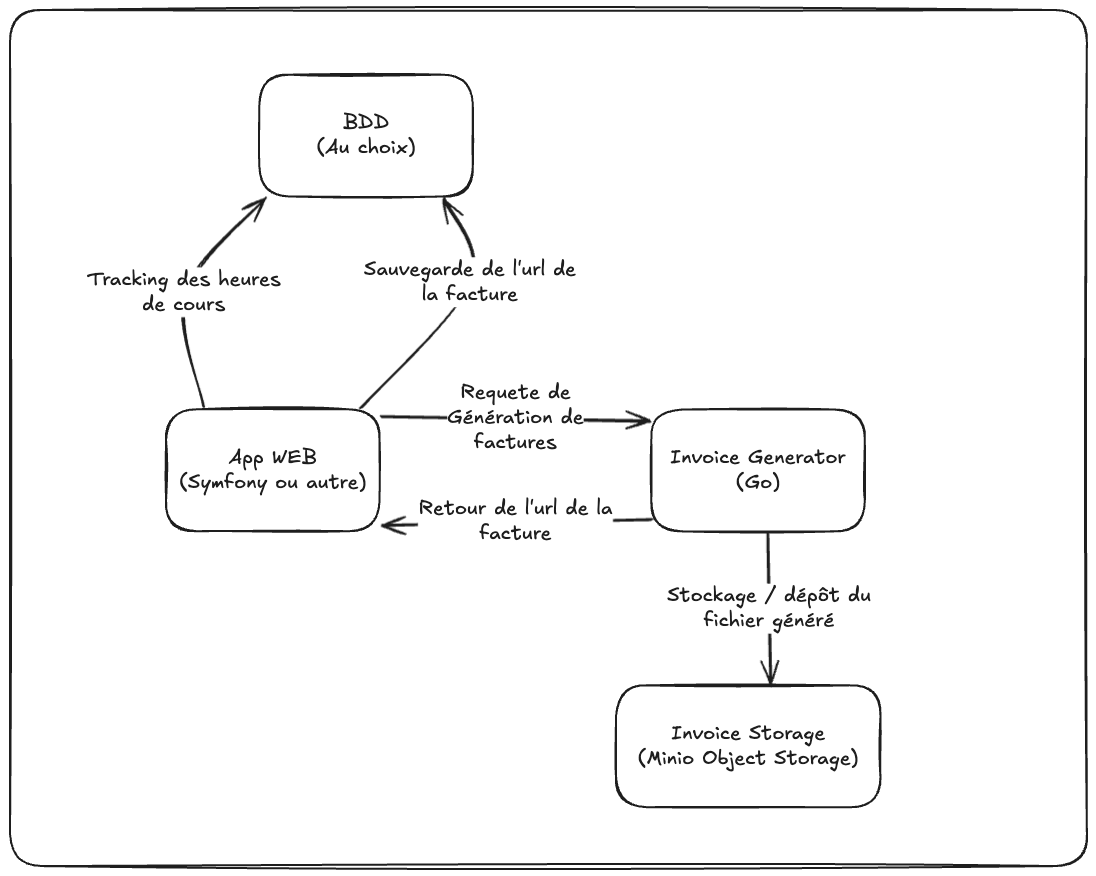 BDD
(Au choix)
Tracking des heures
de cours
Sauvegarde de l'url de
la facture
Requete de
Génération de
factures
App WEB
(Symfony ou autre)
Invoice Generator
(Go)
Retour de l'url de la
facture
Stockage / dépôt du
fichier généré
Invoice Storage
(Minio Object Storage)